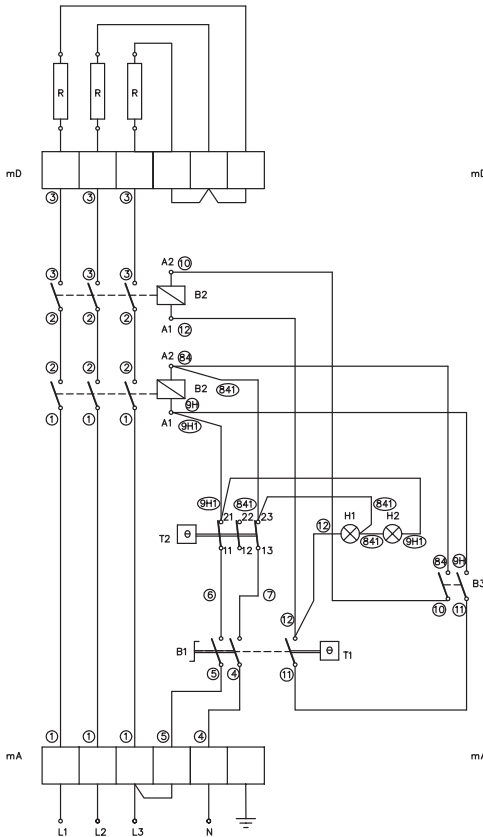 R R R
mD mD
3 3 3
A2 10
3 3 3
B2
2 2 2
A1 12
A2 84
2 2 2
B2 841
9H
1 1 1
A1 9H1
9H1 841 841
21 22 23 12 H1 H2
T2 θ 841 9H1
11 12 13
84 9H
B3
6 7 10 11
12
B1 θ T1
5 4 11
1 1 1 5 4
mA mA
L1 L2 L3 N